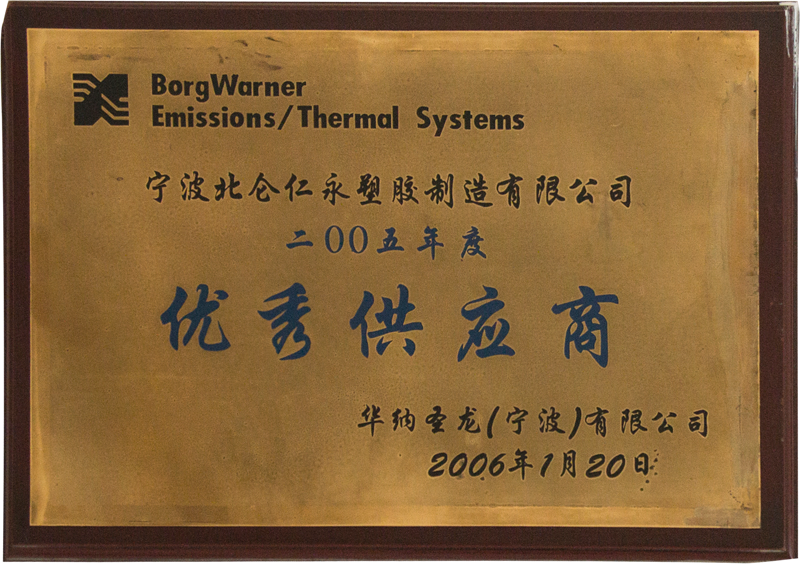 BorgWarner
Emissions/Thermal Systems
宁波北仑仁永塑胶制造有限公司
二00五年度
优秀供应商
华纳圣龙(宁波)有限公司
2006年1月20日